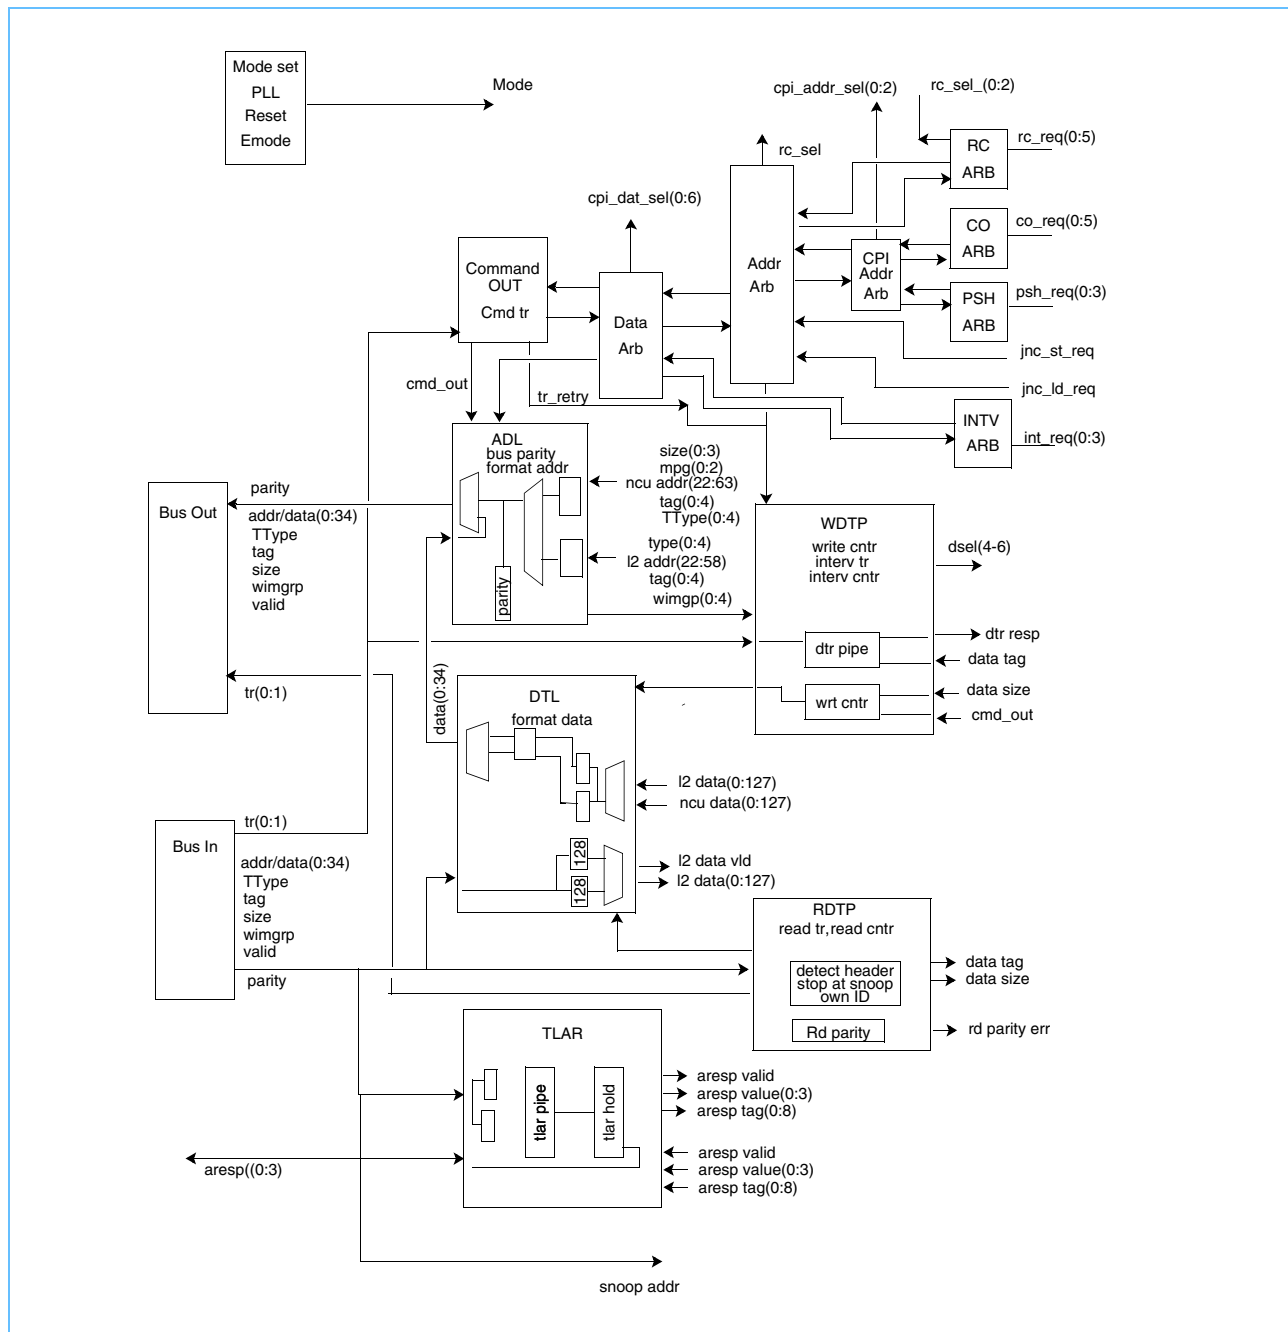 Mode set
PLL
Reset
Emode
Mode
cpi_addr_sel(0:2)
rc_sel_(0:2)
rc_sel
RC
ARB
rc_req(0:5)
cpi_dat_sel(0:6)
CO
ARB
co_req(0:5)
Command
OUT
Cmd tr
Addr
Arb
CPI
Addr
Arb
PSH
ARB
psh_req(0:3)
Data
Arb
jnc_st_req
jnc_ld_req
cmd_out
tr_retry
INTV
ARB
int_req(0:3)
ADL
bus parity
format addr
parity
size(0:3)
mpg(0:2)
ncu addr(22:63)
tag(0:4)
TType(0:4)
type(0:4)
l2 addr(22:58)
tag(0:4)
wimgp(0:4)
Bus Out
parity
addr/data(0:34)
TType
tag
size
wimgrp
valid
tr(0:1)
WDTP
write cntr
interv tr
interv cntr
dsel(4-6)
dtr pipe
dtr resp
data tag
wrt cntr
data size
cmd_out
data(0:34)
DTL
format data
l2 data(0:127)
ncu data(0:127)
128
128
l2 data vld
l2 data(0:127)
Bus In
tr(0:1)
addr/data(0:34)
TType
tag
size
wimgrp
valid
parity
RDTP
read tr,read cntr
detect header
stop at snoop
own ID
Rd parity
data tag
data size
rd parity err
TLAR
tlar pipe
tlar hold
aresp valid
aresp value(0:3)
aresp tag(0:8)
aresp valid
aresp value(0:3)
aresp tag(0:8)
aresp((0:3)
snoop addr